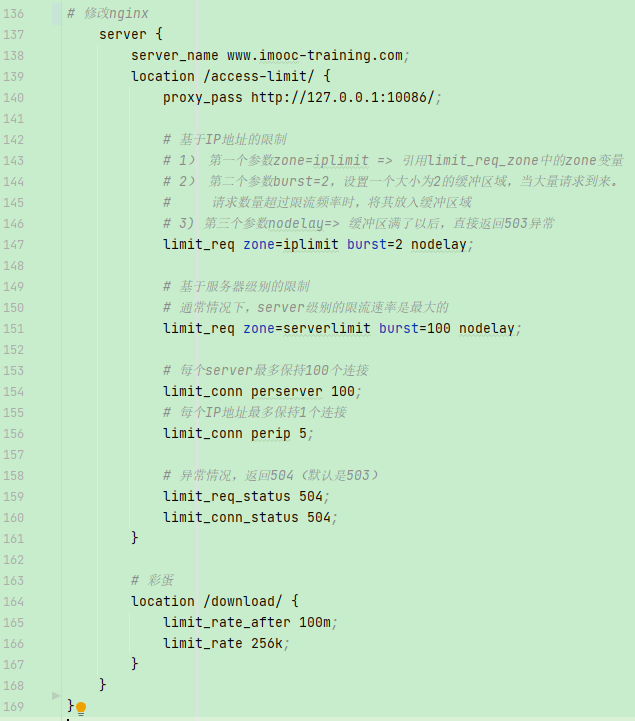 136 # 修改nginx
137 server {
138 server_name www.imooc-training.com;
139 location /access-limit/ {
140 proxy_pass http://127.0.0.1:10086/;
141
142 # 基于IP地址的限制
143 # 1） 第一个参数zone=iplimit => 引用limit_req_zone中的zone变量
144 # 2） 第二个参数burst=2，设置一个大小为2的缓冲区域，当大量请求到来。
145 # 请求数量超过限流频率时，将其放入缓冲区域
146 # 3) 第三个参数nodelay=> 缓冲区满了以后，直接返回503异常
147 limit_req zone=iplimit burst=2 nodelay;
148
149 # 基于服务器级别的限制
150 # 通常情况下，server级别的限流速率是最大的
151 limit_req zone=serverlimit burst=100 nodelay;
152
153 # 每个server最多保持100个连接
154 limit_conn perserver 100;
155 # 每个IP地址最多保持1个连接
156 limit_conn perip 5;
157
158 # 异常情况，返回504（默认是503）
159 limit_req_status 504;
160 limit_conn_status 504;
161 }
162
163 # 彩蛋
164 location /download/ {
165 limit_rate_after 100m;
166 limit_rate 256k;
167 }
168 }
169 }